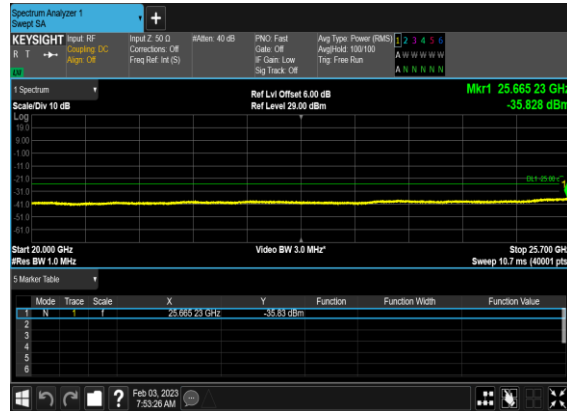 Spectrum Analyzer 1
Swept SA
+
KEYSIGHT Input: RF Input Z: 50 Ω #Atten: 40 dB PNO: Fast Avg Type: Power (RMS) 1 2 3 4 5 6
R T Coupling: DC Corrections: Off Gate: Off Avg|Hold: 100/100 A W W W W W
Align: Off Freq Ref: Int (S) IF Gain: Low Trig: Free Run
Sig Track: Off A N N N N N
1 Spectrum Ref Lvl Offset 6.00 dB Mkr1 25.665 23 GHz
Scale/Div 10 dB Ref Level 29.00 dBm -35.828 dBm
Log
19.0
9.00
-1.00
-11.0
-21.0
DL1 -25.00
-31.0
-41.0
-51.0
-61.0
Start 20.000 GHz Video BW 3.0 MHz* Stop 25.700 GHz
#Res BW 1.0 MHz Sweep 10.7 ms (40001 pts
5 Marker Table
Mode Trace Scale X Y Function Function Width Function Value
1 N 1 f 25.665 23 GHz -35.83 dBm
2
3
4
5
6
? Feb 03, 2023
7:53:26 AM